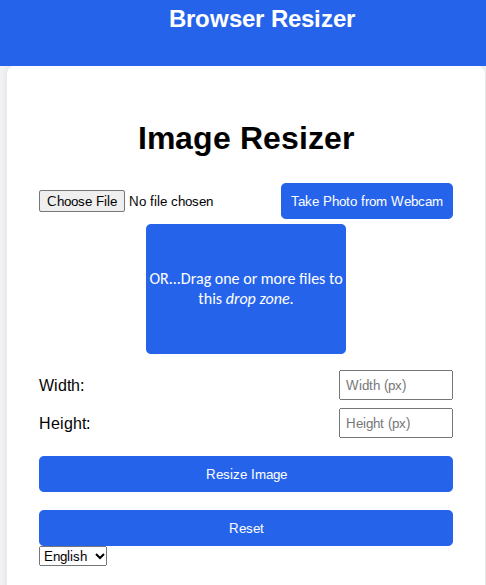 Browser Resizer
Image Resizer
Choose File No file chosen
Take Photo from Webcam
OR...Drag one or more files to
this drop zone.
Width:
Width (px)
Height:
Height (px)
Resize Image
Reset
English